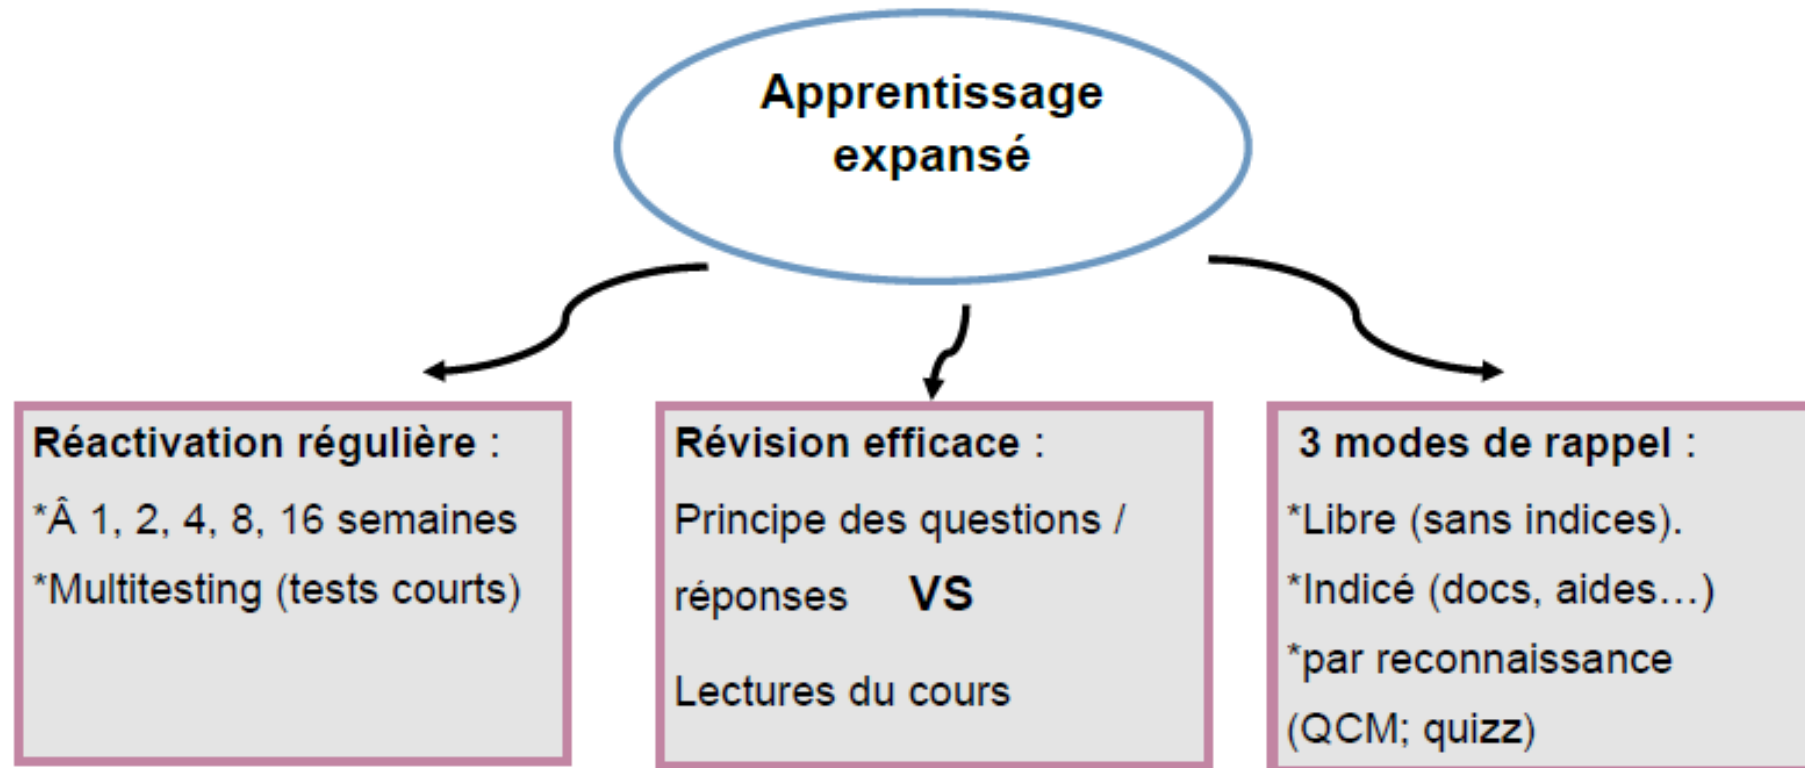 Apprentissage
expansé
Réactivation régulière :
*Â 1, 2, 4, 8, 16 semaines
*Multitesting (tests courts)
Révision efficace :
Principe des questions /
réponses VS
Lectures du cours
3 modes de rappel :
*Libre (sans indices).
*Indicé (docs, aides…)
*par reconnaissance
(QCM; quizz)